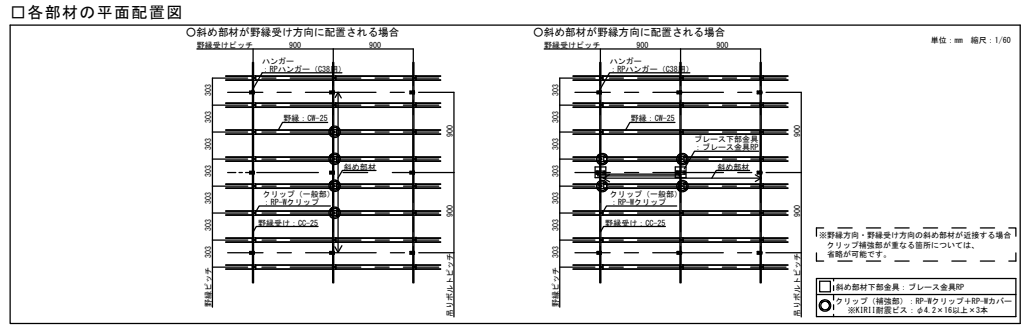 □各部材の平面配置図
単位：mm 縮尺：1/60
○斜め部材が野縁受け方向に配置される場合
野縁受けピッチ
900
900
ハンガー
：RPハンガー（C38用）
303
303
303
303
303
303
野縁：CW-25
斜め部材
クリップ（一般部）
：RP-Wクリップ
野縁受け：CC-25
野縁ピッチ
900
900
吊りボルトピッチ
○斜め部材が野縁方向に配置される場合
野縁受けピッチ
900
900
ハンガー
：RPハンガー（C38用）
303
303
303
303
303
303
野縁：CW-25
ブレース下部金具
：ブレース金具RP
斜め部材
クリップ（一般部）
：RP-Wクリップ
野縁受け：CC-25
野縁ピッチ
900
900
吊りボルトピッチ
※野縁方向・野縁受け方向の斜め部材が近接する場合
クリップ補強部が重なる箇所については、
省略が可能です。
斜め部材下部金具：ブレース金具RP
クリップ（補強部）：RP-Wクリップ+RP-Wカバー
※KIRII耐震ビス：φ4.2×16以上×3本